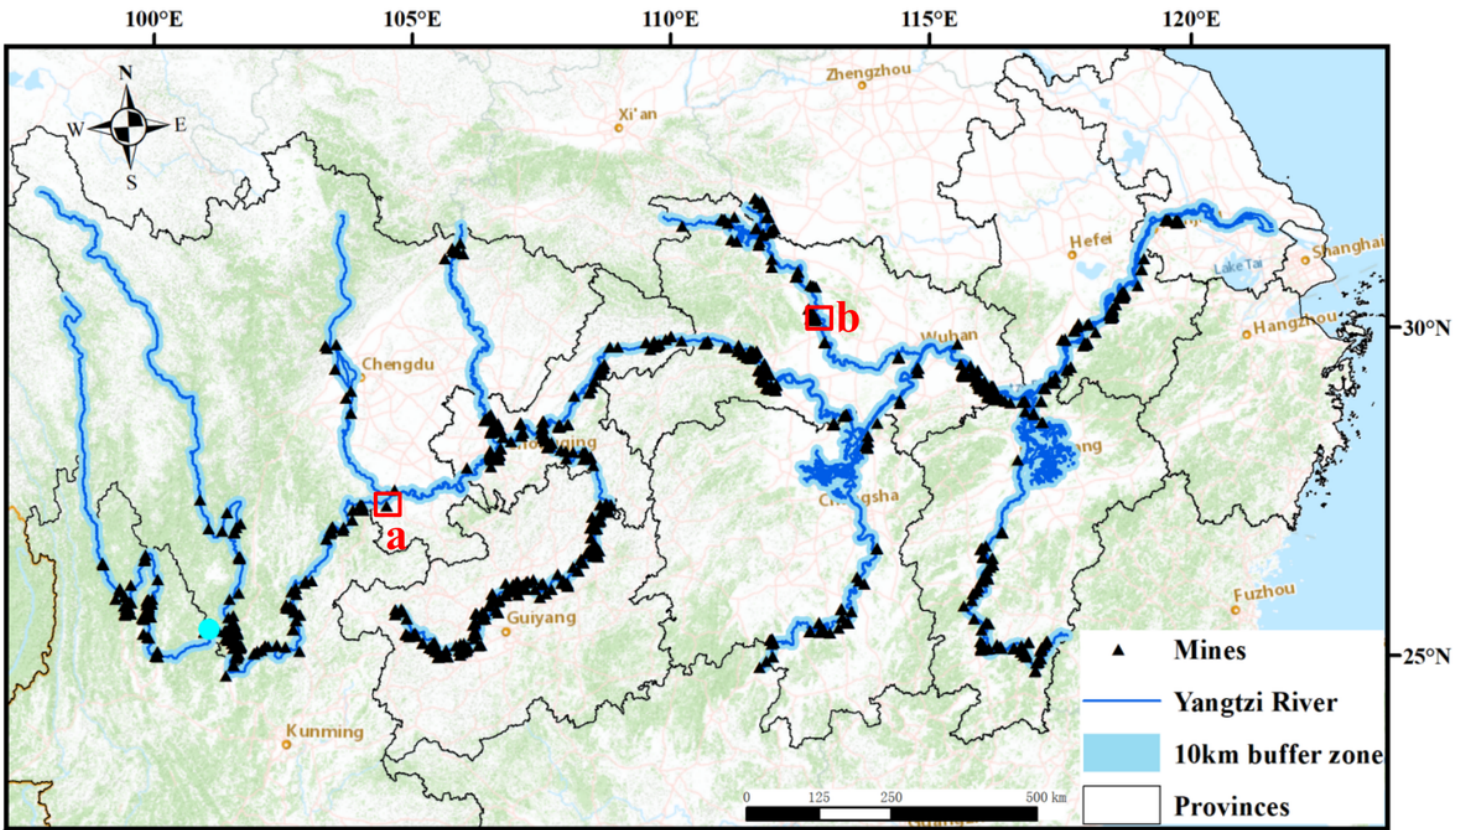 100°E 105°E 110°E 115°E 120°E
N
W E
S
Zhengzhou
Xi'an
Hefei
Shanghai
Lake Tai
Hangzhou
30°N
b
Wuhan
Chengdu
a
Guiyang
Fuzhou
25°N
Kunming
Mines
Yangtzi River
10km buffer zone
Provinces
0 125 250 500 km